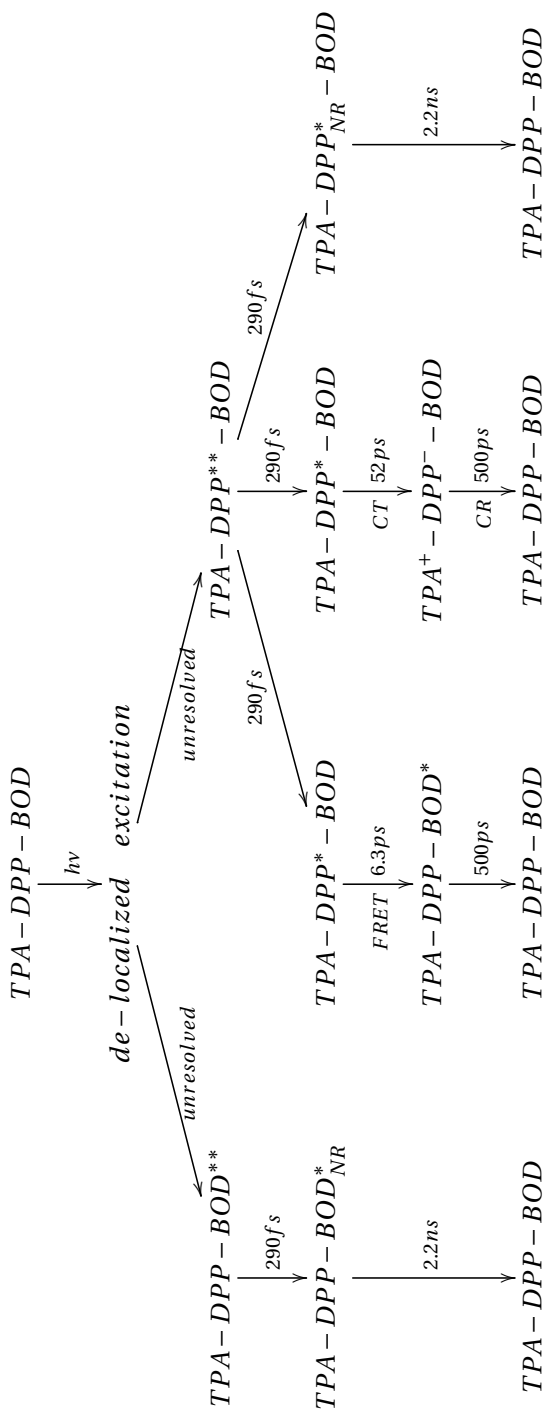 TPA−DPP−BOD
hν
de−localized excitation
unresolved
unresolved
TPA−DPP−BOD**
TPA−DPP**−BOD
290fs
290fs
290fs
290fs
TPA−DPP−BOD*NR
TPA−DPP*−BOD
TPA−DPP*−BOD
TPA−DPP*NR−BOD
2.2ns
FRET 6.3ps
CT 52ps
2.2ns
TPA−DPP−BOD*
TPA+−DPP−−BOD
500ps
CR 500ps
TPA−DPP−BOD
TPA−DPP−BOD
TPA−DPP−BOD
TPA−DPP−BOD